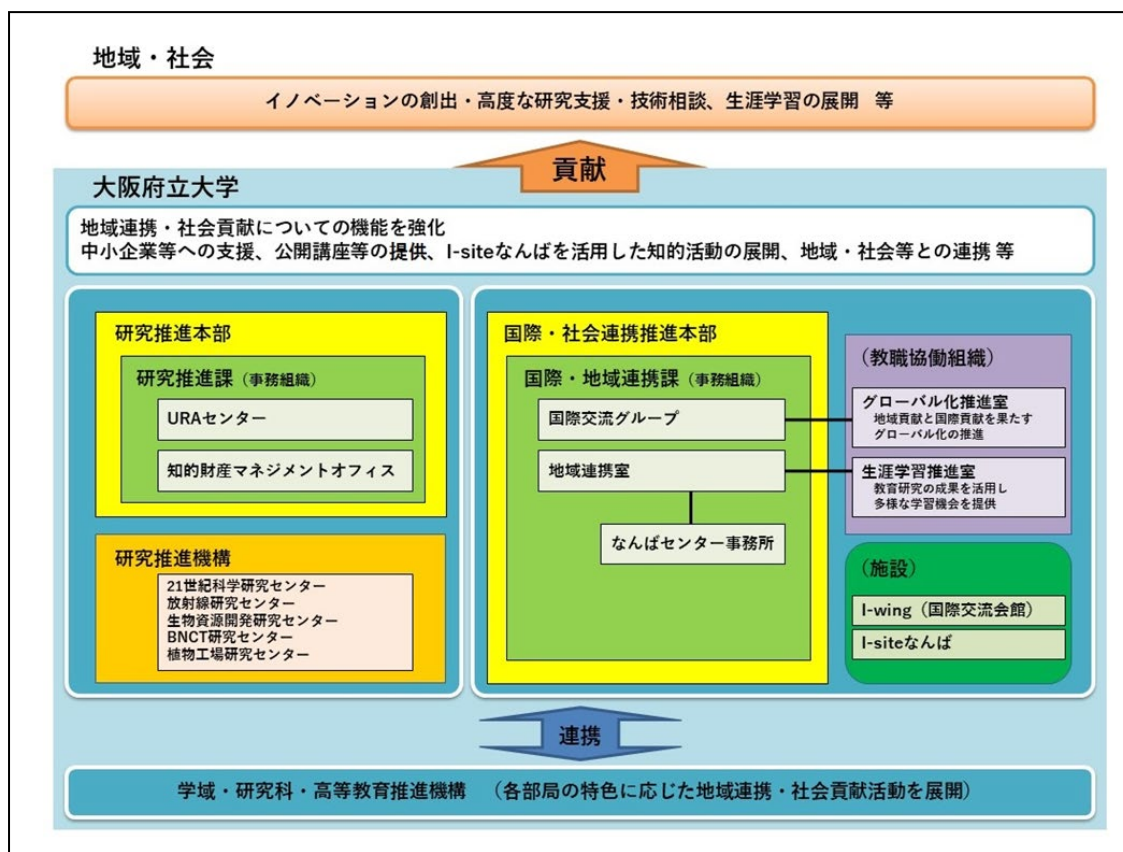 地域・社会
イノベーションの創出・高度な研究支援・技術相談、生涯学習の展開 等
貢献
大阪府立大学
地域連携・社会貢献についての機能を強化
中小企業等への支援、公開講座等の提供、I-siteなんばを活用した知的活動の展開、地域・社会等との連携 等
研究推進本部
研究推進課（事務組織）
URAセンター
知的財産マネジメントオフィス
研究推進機構
21世紀科学研究センター
放射線研究センター
生物資源開発研究センター
BNCT研究センター
植物工場研究センター
国際・社会連携推進本部
国際・地域連携課（事務組織）
国際交流グループ
地域連携室
なんばセンター事務所
（教職協働組織）
グローバル化推進室
地域貢献と国際貢献を果たす
グローバル化の推進
生涯学習推進室
教育研究の成果を活用し
多様な学習機会を提供
（施設）
I-wing（国際交流会館）
I-siteなんば
連携
学域・研究科・高等教育推進機構 （各部局の特色に応じた地域連携・社会貢献活動を展開）